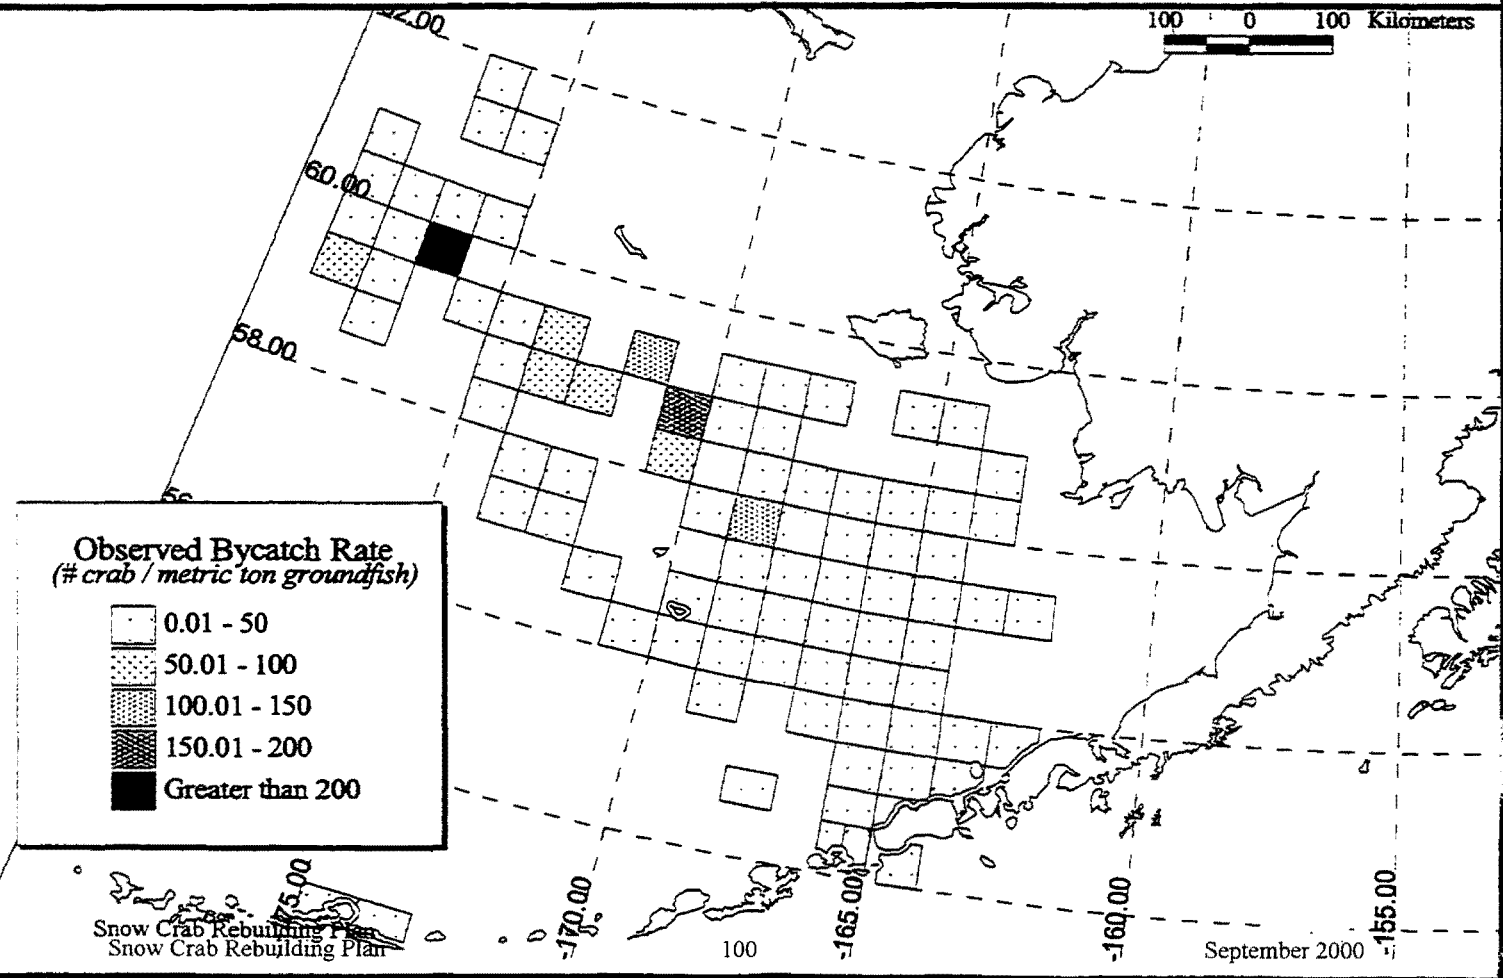 100 0 100 Kilometers
60.00
58.00
Observed Bycatch Rate
(# crab / metric ton groundfish)
0.01 - 50
50.01 - 100
100.01 - 150
150.01 - 200
Greater than 200
-170.00
-165.00
-160.00
-155.00
Snow Crab Rebuilding Plan
Snow Crab Rebuilding Plan
100
September 2000